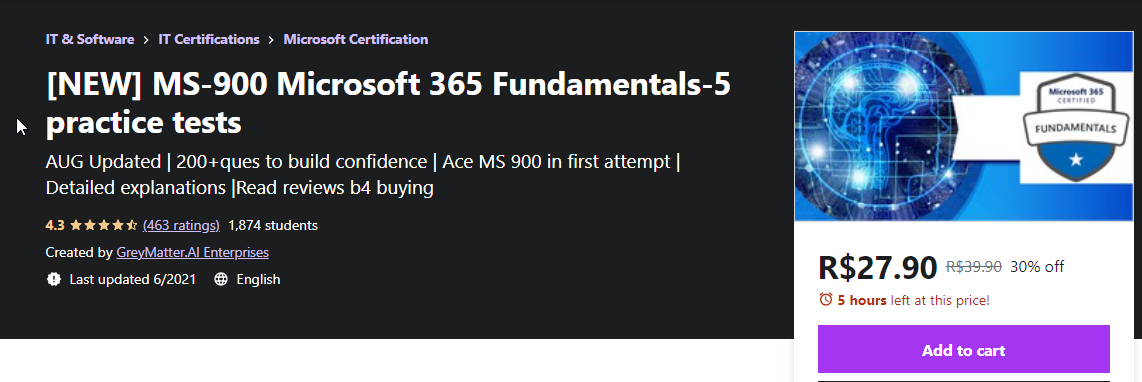 IT & Software > IT Certifications > Microsoft Certification
[NEW] MS-900 Microsoft 365 Fundamentals-5
practice tests
AUG Updated | 200+ques to build confidence | Ace MS 900 in first attempt |
Detailed explanations |Read reviews b4 buying
4.3 (463 ratings) 1,874 students
Created by GreyMatter.AI Enterprises
Last updated 6/2021 English
Microsoft 365
CERTIFIED
FUNDAMENTALS
R$27.90 R$39.90 30% off
5 hours left at this price!
Add to cart